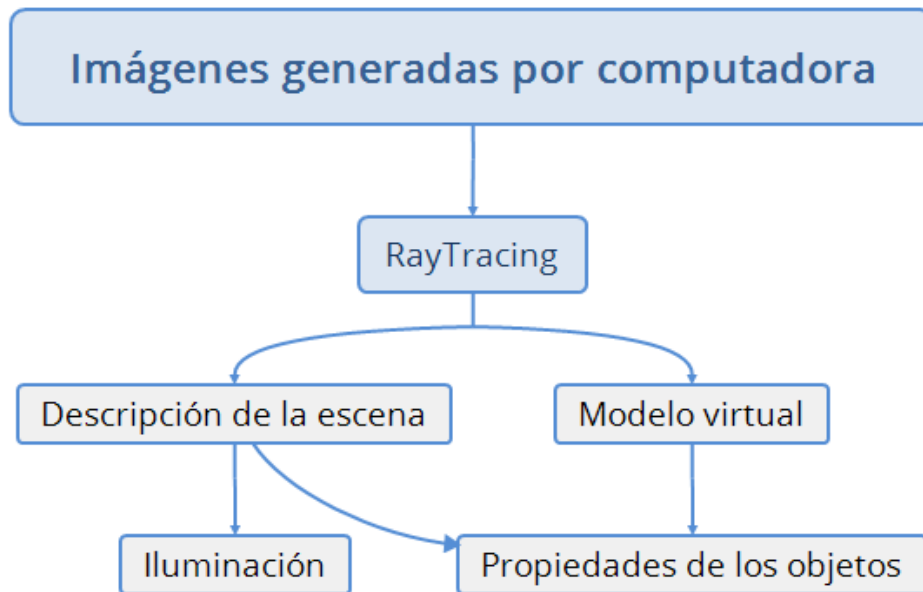 Imágenes generadas por computadora
RayTracing
Descripción de la escena
Modelo virtual
Iluminación
Propiedades de los objetos